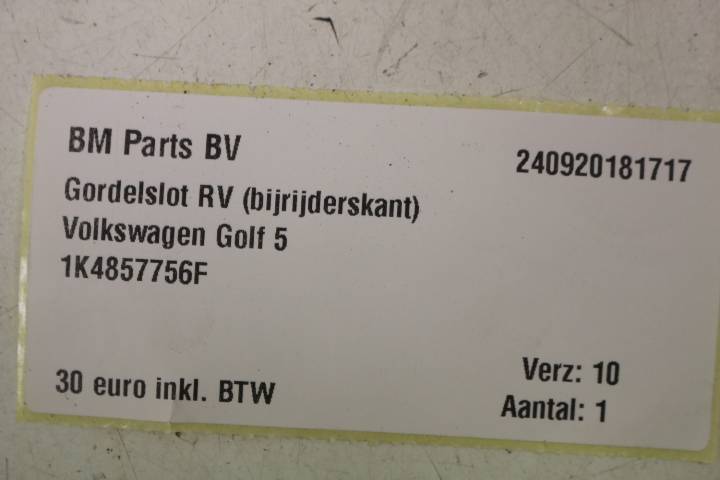 BM Parts BV
240920181717
Gordelslot RV (bijrijderskant)
Volkswagen Golf 5
1K4857756F
30 euro inkl. BTW
Verz: 10
Aantal: 1